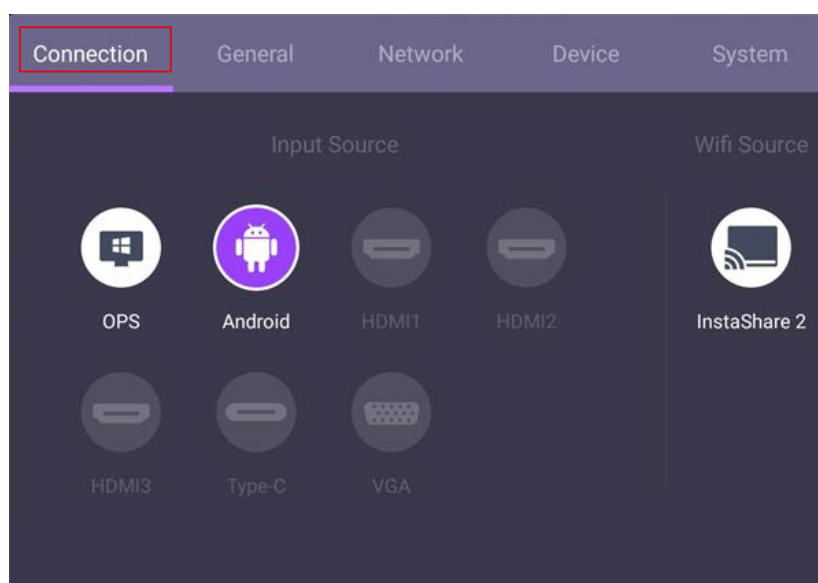 Connection General Network Device System
Input Source Wifi Source
OPS Android HDMI1 HDMI2 InstaShare 2
HDMI3 Type-C VGA